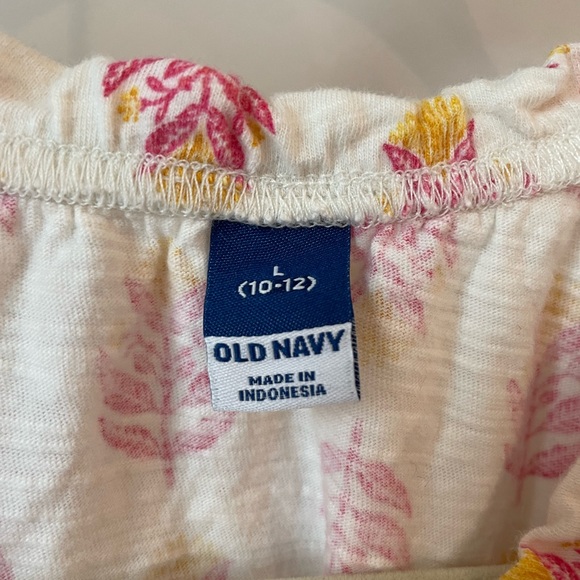 L
(10-12)
OLD NAVY
MADE IN
INDONESIA